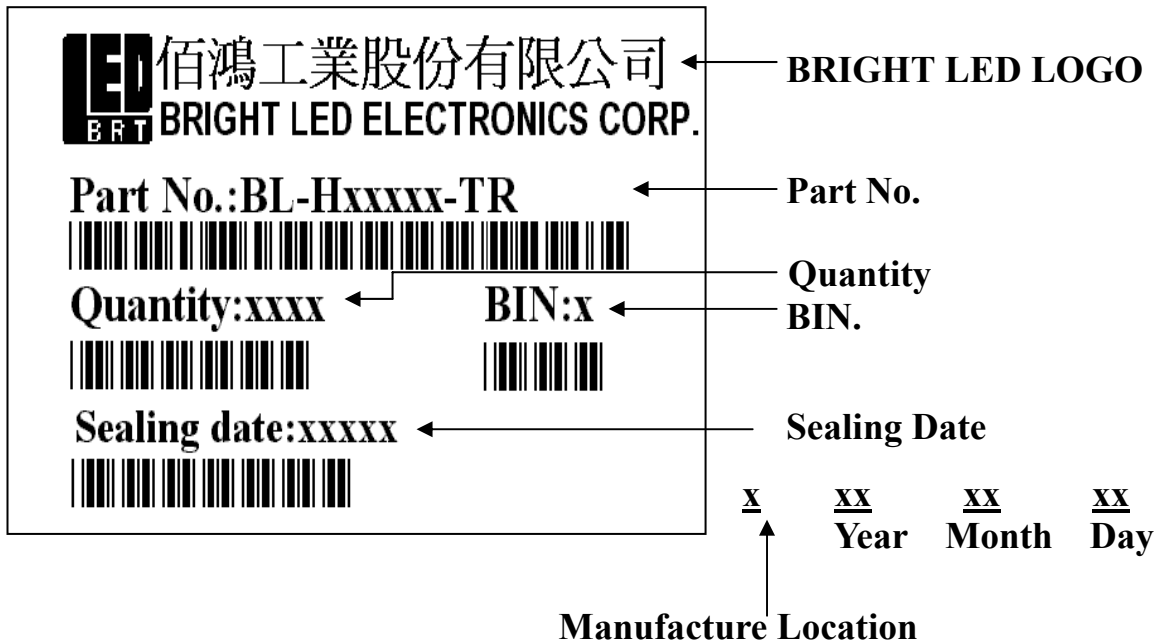 LED 佰鴻工業股份有限公司
BRT BRIGHT LED ELECTRONICS CORP.
BRIGHT LED LOGO
Part No.:BL-Hxxxxx-TR
Part No.
Quantity:xxxx
BIN:x
Quantity
BIN.
Sealing date:xxxxx
Sealing Date
x xx xx xx
Year Month Day
Manufacture Location